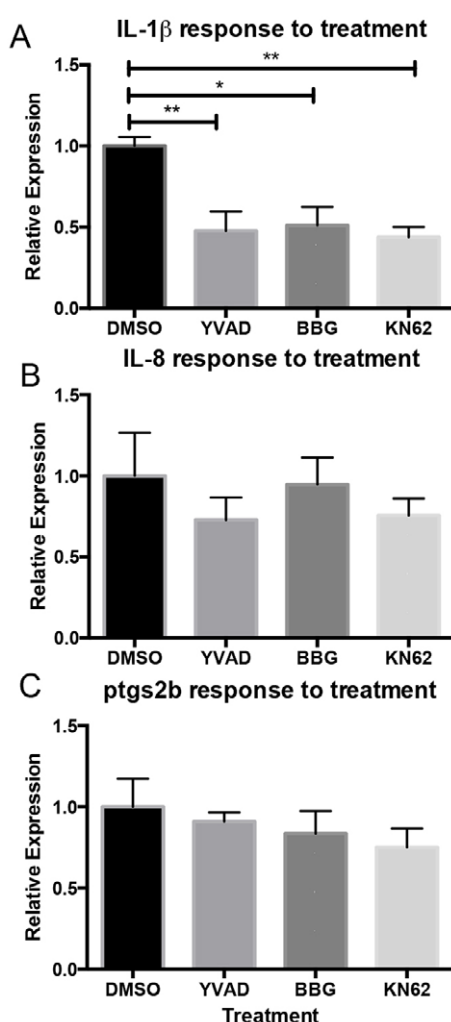 A
IL-1β response to treatment
**
*
**
Relative Expression
1.5
1.0
0.5
0.0
DMSO YVAD BBG KN62
B
IL-8 response to treatment
Relative Expression
1.5
1.0
0.5
0.0
DMSO YVAD BBG KN62
C
ptgs2b response to treatment
Relative Expression
1.5
1.0
0.5
0.0
DMSO YVAD BBG KN62
Treatment